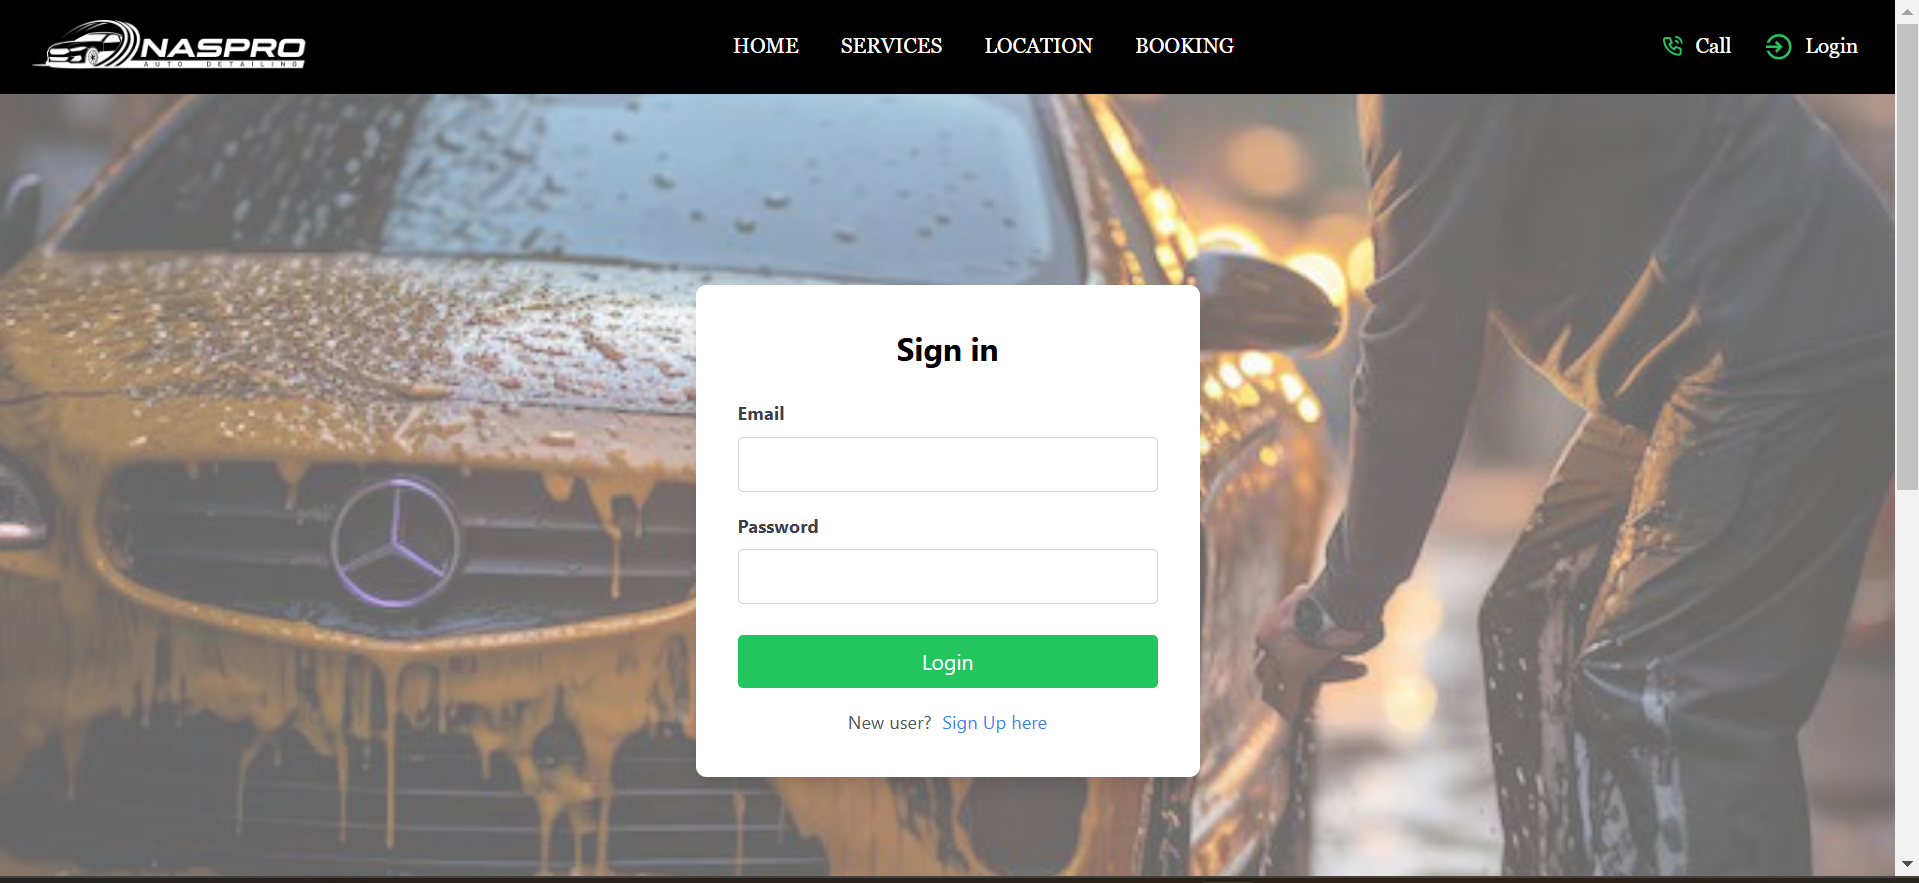 NASPRO
AUTO DETAILING
HOME SERVICES LOCATION BOOKING
Call Login
Sign in
Email
Password
Login
New user? Sign Up here